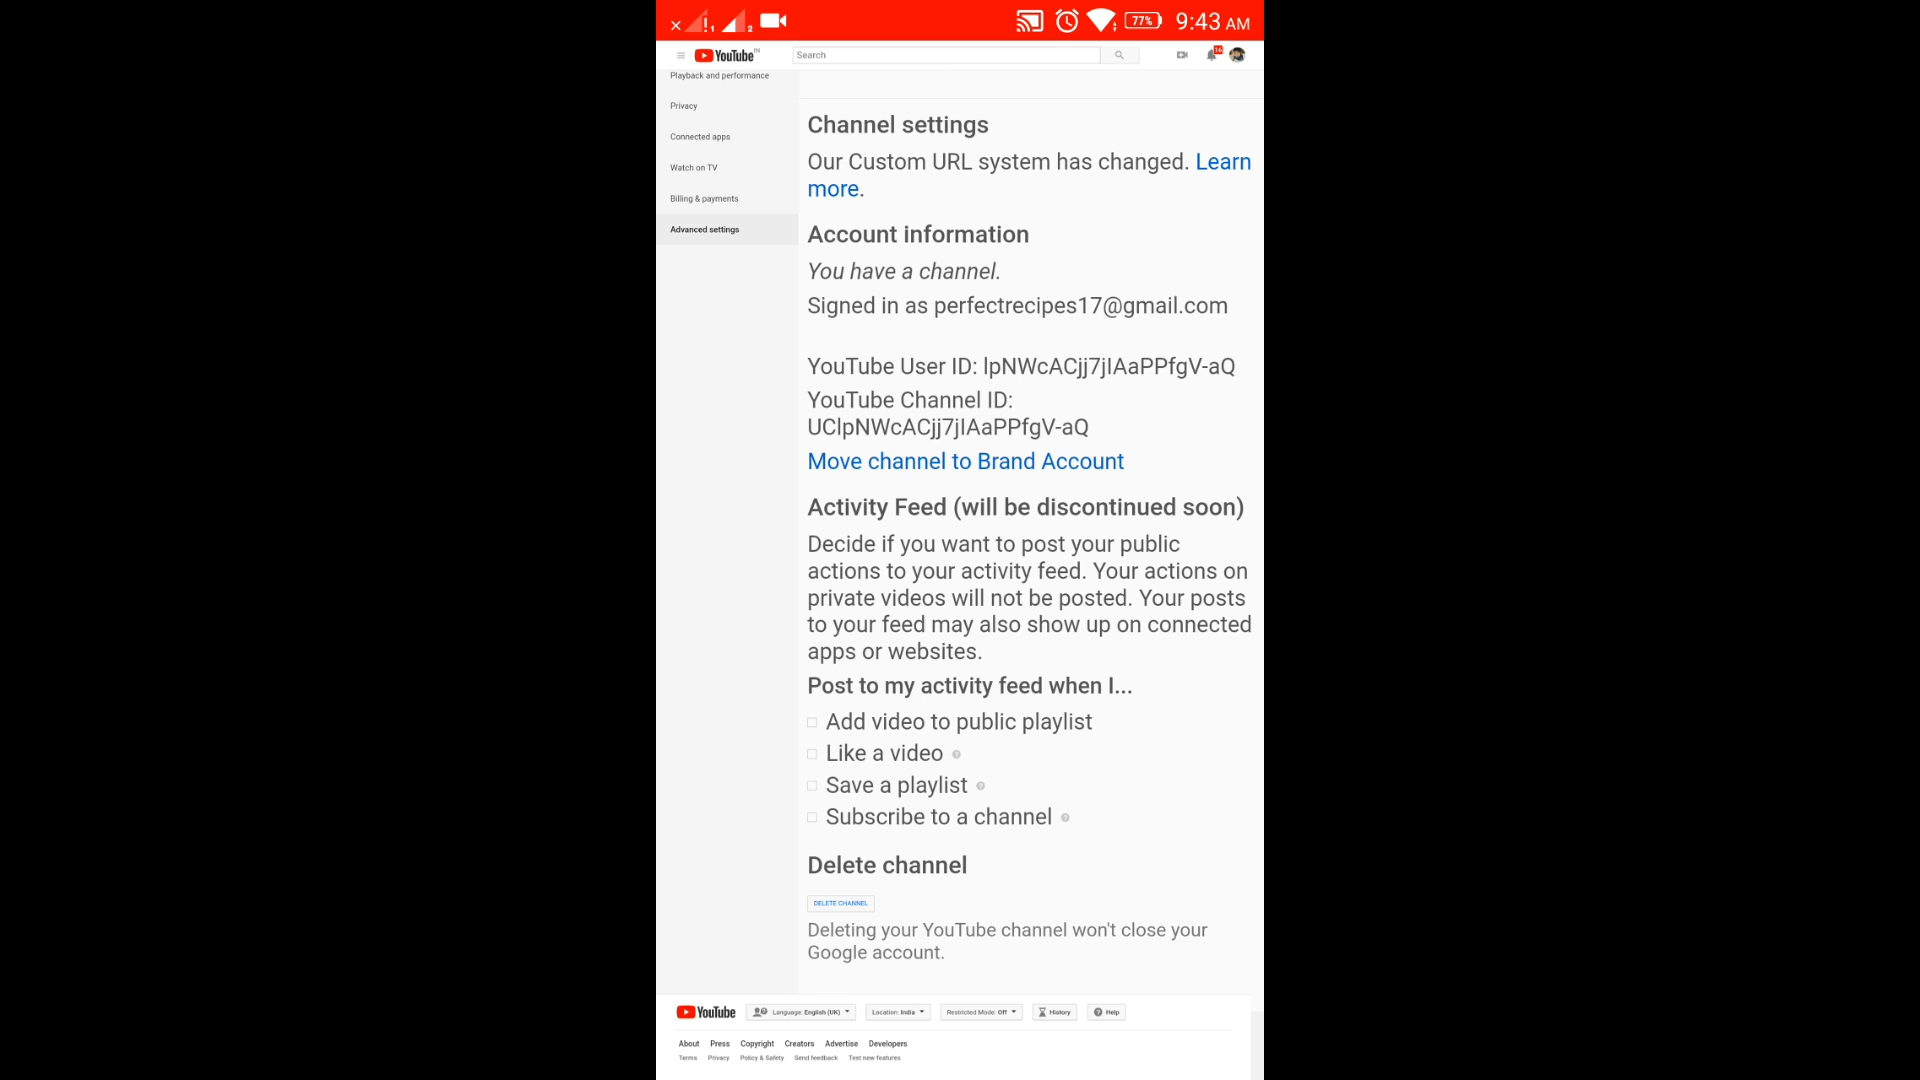 1 2 77% 9:43 AM
YouTube IN Search 16
Playback and performance
Privacy
Connected apps
Watch on TV
Billing & payments
Advanced settings
Channel settings
Our Custom URL system has changed. Learn
more.
Account information
You have a channel.
Signed in as perfectrecipes17@gmail.com
YouTube User ID: lpNWcACjj7jIAaPPfgV-aQ
YouTube Channel ID:
UClpNWcACjj7jIAaPPfgV-aQ
Move channel to Brand Account
Activity Feed (will be discontinued soon)
Decide if you want to post your public
actions to your activity feed. Your actions on
private videos will not be posted. Your posts
to your feed may also show up on connected
apps or websites.
Post to my activity feed when I...
Add video to public playlist
Like a video ?
Save a playlist ?
Subscribe to a channel ?
Delete channel
DELETE CHANNEL
Deleting your YouTube channel won't close your
Google account.
YouTube Language: English (UK) Location: India Restricted Mode: Off History Help
About Press Copyright Creators Advertise Developers
Terms Privacy Policy & Safety Send feedback Test new features